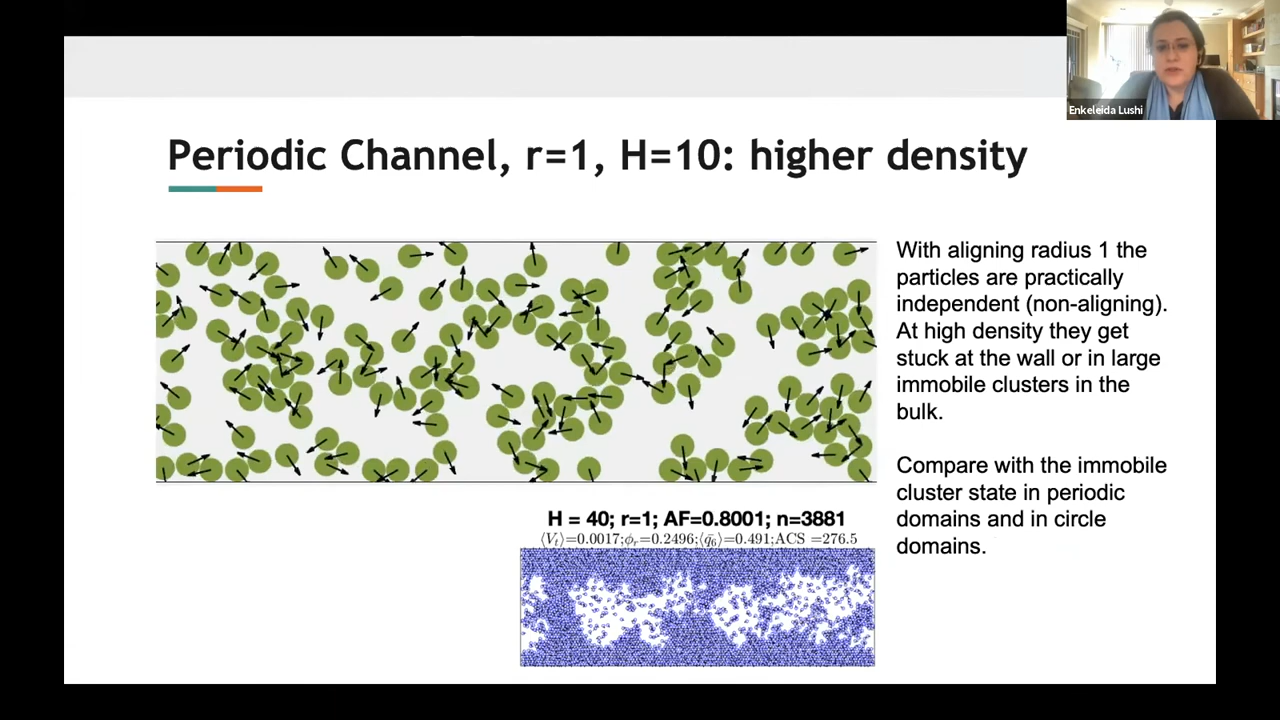 Enkeleida Lushi
Periodic Channel, r=1, H=10: higher density
With aligning radius 1 the
particles are practically
independent (non-aligning).
At high density they get
stuck at the wall or in large
immobile clusters in the
bulk.
Compare with the immobile
cluster state in periodic
domains and in circle
domains.
H = 40; r=1; AF=0.8001; n=3881
⟨V_t⟩=0.0017;ϕ_r=0.2496;⟨q̄_6⟩=0.491;ACS =276.5